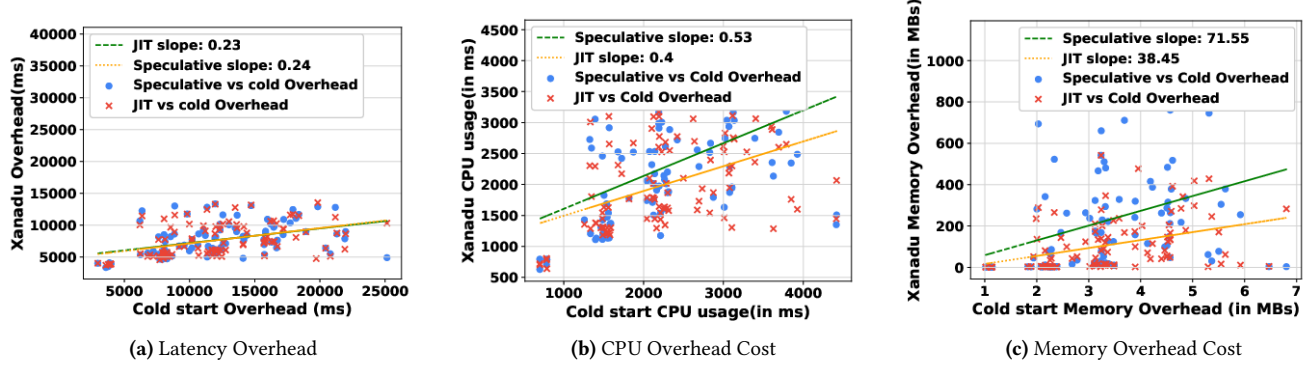 Xanadu Overhead(ms)
40000
35000
30000
25000
20000
15000
10000
5000
JIT slope: 0.23
Speculative slope: 0.24
Speculative vs cold Overhead
JIT vs cold Overhead
5000 10000 15000 20000 25000
Cold start Overhead (ms)
(a) Latency Overhead
Xanadu CPU usage(in ms)
4500
4000
3500
3000
2500
2000
1500
1000
500
Speculative slope: 0.53
JIT slope: 0.4
Speculative vs Cold Overhead
JIT vs Cold Overhead
1000 2000 3000 4000
Cold start CPU usage(in ms)
(b) CPU Overhead Cost
Xanadu Memory Overhead(in MBs)
1000
800
600
400
200
0
Speculative slope: 71.55
JIT slope: 38.45
Speculative vs Cold Overhead
JIT vs Cold Overhead
1 2 3 4 5 6 7
Cold start Memory Overhead (in MBs)
(c) Memory Overhead Cost